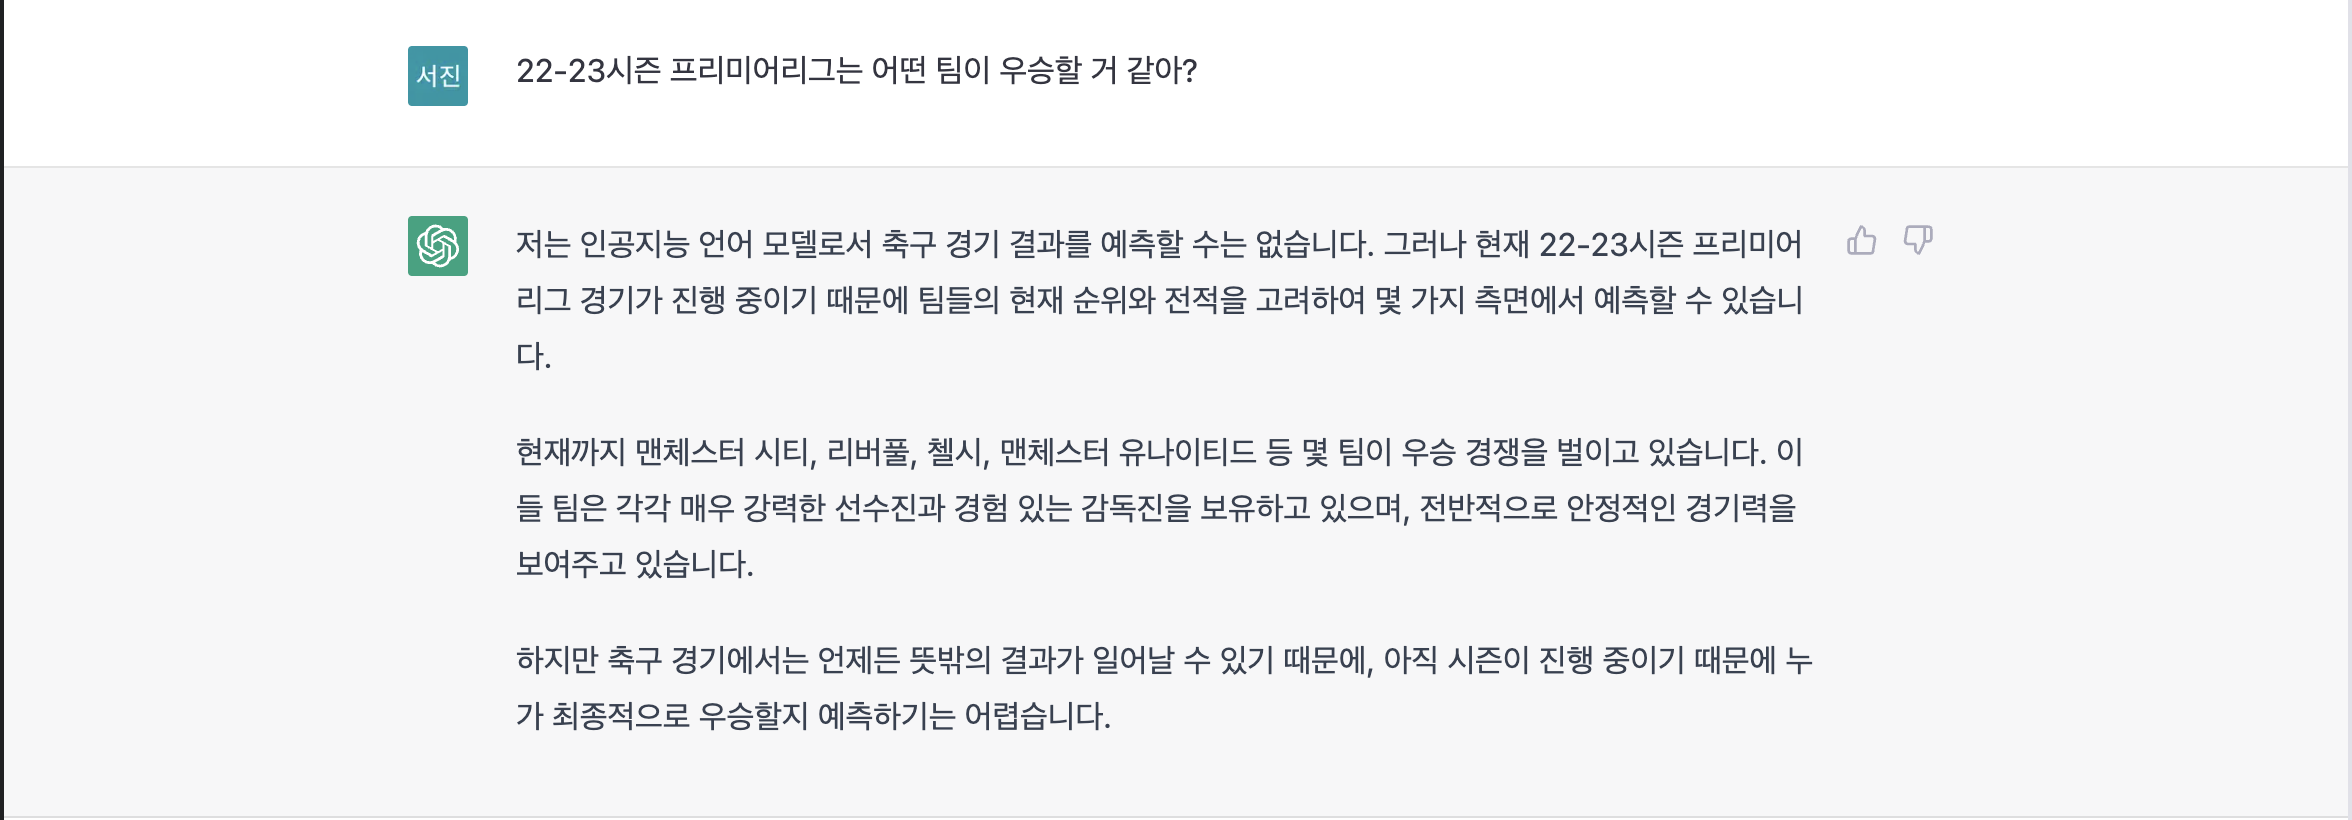 서진
22-23시즌 프리미어리그는 어떤 팀이 우승할 거 같아?
저는 인공지능 언어 모델로서 축구 경기 결과를 예측할 수는 없습니다. 그러나 현재 22-23시즌 프리미어
리그 경기가 진행 중이기 때문에 팀들의 현재 순위와 전적을 고려하여 몇 가지 측면에서 예측할 수 있습니
다.
현재까지 맨체스터 시티, 리버풀, 첼시, 맨체스터 유나이티드 등 몇 팀이 우승 경쟁을 벌이고 있습니다. 이
들 팀은 각각 매우 강력한 선수진과 경험 있는 감독진을 보유하고 있으며, 전반적으로 안정적인 경기력을
보여주고 있습니다.
하지만 축구 경기에서는 언제든 뜻밖의 결과가 일어날 수 있기 때문에, 아직 시즌이 진행 중이기 때문에 누
가 최종적으로 우승할지 예측하기는 어렵습니다.